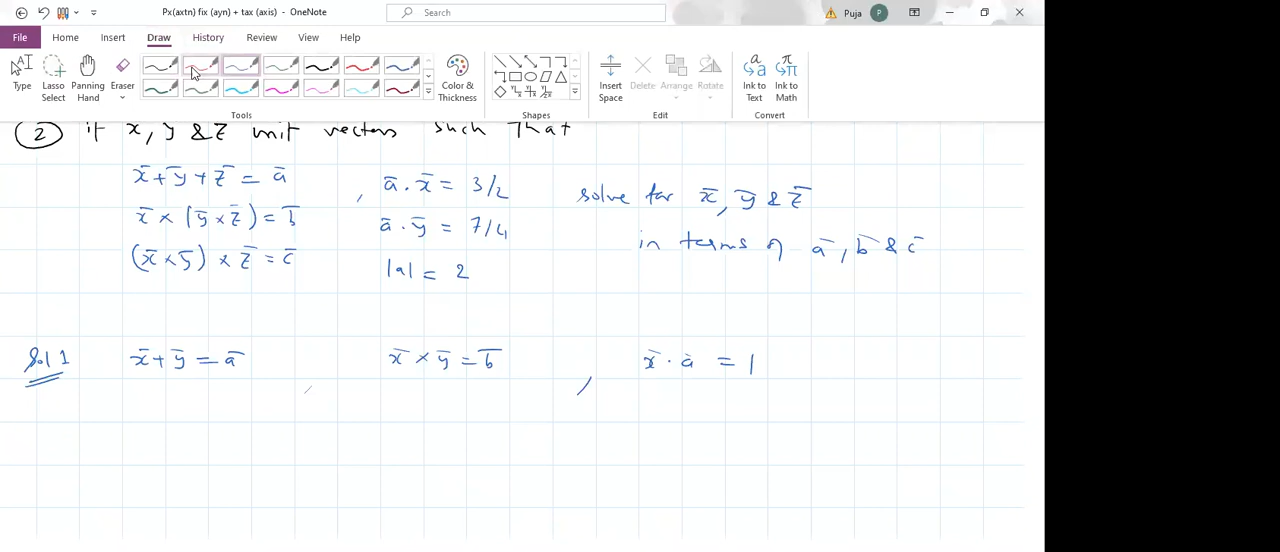 Px(axtn) fix (ayn) + tax (axis) - OneNote
Search
Puja P
File Home Insert Draw History View Review Help
Type Lasso Select Panning Hand Eraser Color & Thickness Insert Space Delete Arrange Rotate Ink to Text Ink to Math
Tools Shapes Edit Convert
② if x, y & z unit vectors such that
x̄ + ȳ + z̄ = ā , ā · x̄ = 3/2 solve for x̄, ȳ & z̄
x̄ × (ȳ × z̄) = b̄ ā · ȳ = 7/4 in terms of ā, b̄ & c̄
(x̄ × ȳ) × z̄ = c̄ |a| = 2
Sol 1 x̄ + ȳ = ā x̄ × ȳ = b̄ , x̄ · ā = 1